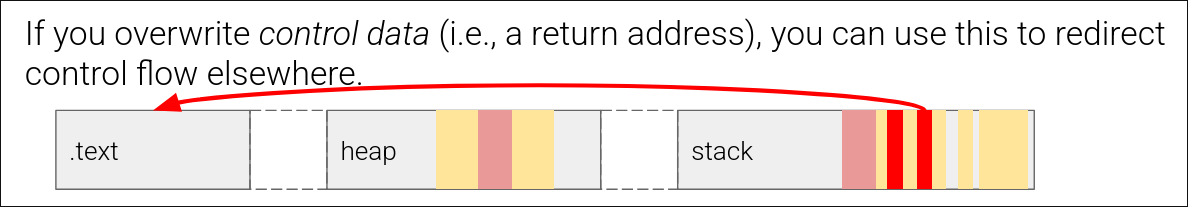 If you overwrite control data (i.e., a return address), you can use this to redirect
control flow elsewhere.
.text
heap
stack